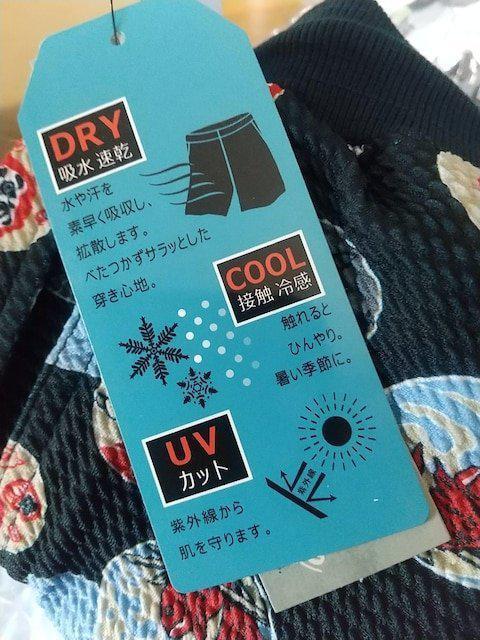 DRY
吸水 速乾
水や汗を
素早く吸収し、
拡散します。
べたつかずサラッとした
穿き心地。
COOL
接触 冷感
触れると
ひんやり。
暑い季節に。
UV
カット
紫外線
紫外線から
肌を守ります。